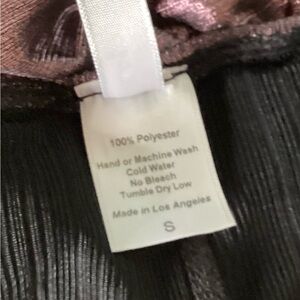 100% Polyester
Hand or Machine Wash
Cold Water
No Bleach
Tumble Dry Low
Made in Los Angeles
S